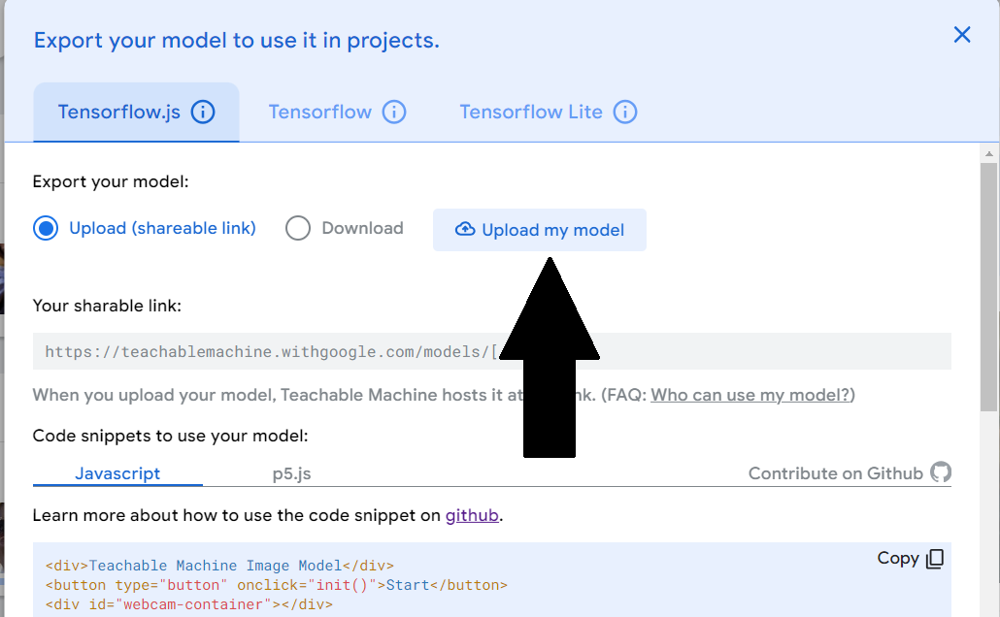 Export your model to use it in projects.
Tensorflow.js Tensorflow Tensorflow Lite
Export your model:
Upload (shareable link) Download Upload my model
Your sharable link:
https://teachablemachine.withgoogle.com/models/[
When you upload your model, Teachable Machine hosts it at nk. (FAQ: Who can use my model?)
Code snippets to use your model:
Javascript p5.js Contribute on Github
Learn more about how to use the code snippet on github.
Copy
<div>Teachable Machine Image Model</div>
<button type="button" onclick="init()">Start</button>
<div id="webcam-container"></div>